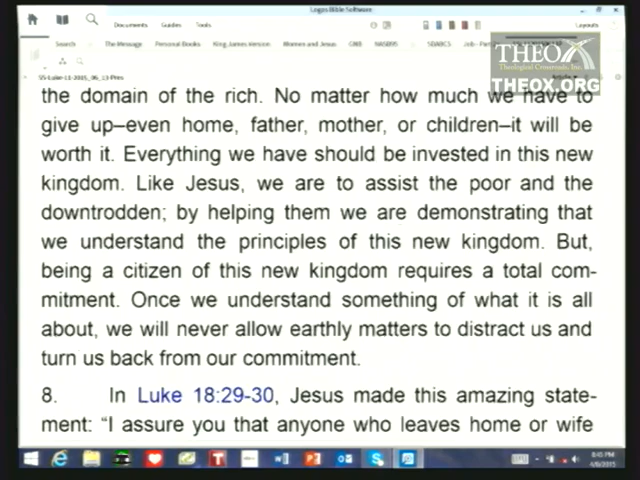 Logos Bible Software
Documents Guides Tools
Layouts
Search The Message Personal Books King James Version Women and Jesus GNB NASB95 SDABC5
THEOX
Theological Crossroads, Inc.
THEOX.ORG
the domain of the rich. No matter how much we have to
give up–even home, father, mother, or children–it will be
worth it. Everything we have should be invested in this new
kingdom. Like Jesus, we are to assist the poor and the
downtrodden; by helping them we are demonstrating that
we understand the principles of this new kingdom. But,
being a citizen of this new kingdom requires a total com-
mitment. Once we understand something of what it is all
about, we will never allow earthly matters to distract us and
turn us back from our commitment.
8. In Luke 18:29-30, Jesus made this amazing state-
ment: “I assure you that anyone who leaves home or wife
8:45 PM
4/8/2015